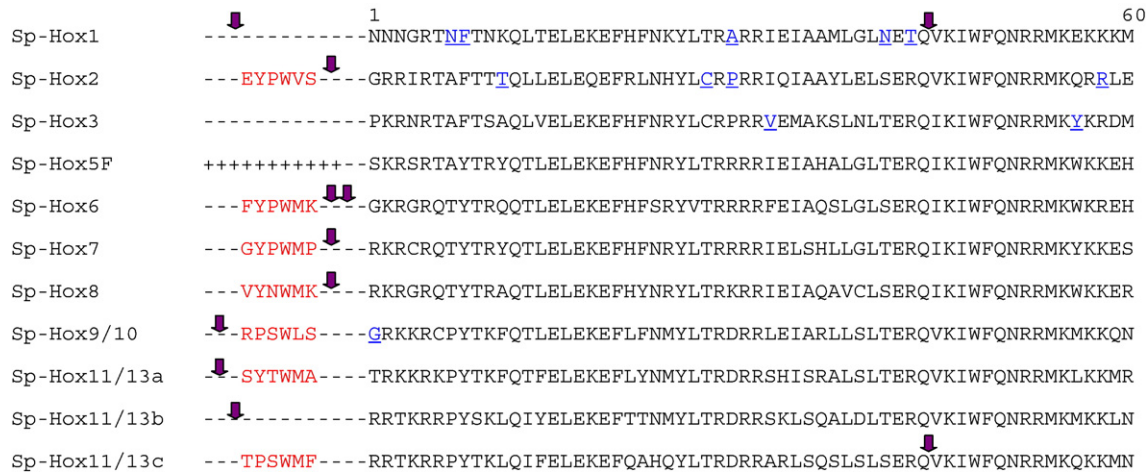 1 60
Sp-Hox1 ------------- NNNGRTNFTNKQLTELEKEFHFNKYLTRARRIEIAAMLGLNETQVKIWFQNRRMKEKKKM
Sp-Hox2 ---EYPWVS---- GRRIRTAFTTTQLLELEQEFRLNHYLCRPRRIQIAAYLELSERQVKIWFQNRRMKQRRLE
Sp-Hox3 ------------- PKRNRTAFTSAQLVELEKEFHFNRYLCRPRRVEMAKSLNLTERQIKIWFQNRRMKYKRDM
Sp-Hox5F +++++++++++-- SKRSRTAYTRYQTLELEKEFHFNRYLTRRRRIEIAHALGLTERQIKIWFQNRRMKWKKEH
Sp-Hox6 ---FYPWMK---- GKRGRQTYTRQQTLELEKEFHFSRYVTRRRRFEIAQSLGLSERQIKIWFQNRRMKWKREH
Sp-Hox7 ---GYPWMP---- RKRCRQTYTRYQTLELEKEFHFNRYLTRRRRIELSHLLGLTERQIKIWFQNRRMKYKKES
Sp-Hox8 ---VYNWMK---- RKRGRQTYTRAQTLELEKEFHYNRYLTRKRRIEIAQAVCLSERQIKIWFQNRRMKWKKER
Sp-Hox9/10 ---RPSWLS---- GRKKRCPYTKFQTLELEKEFLFNMYLTRDRRLEIARLLSLTERQVKIWFQNRRMKMKKQN
Sp-Hox11/13a ---SYTWMA---- TRKKRKPYTKFQTFELEKEFLYNMYLTRDRRSHISRALSLTERQVKIWFQNRRMKLKKMR
Sp-Hox11/13b ------------- RRTKRRPYSKLQIYELEKEFTTNMYLTRDRRSKLSQALDLTERQVKIWFQNRRMKMKKLN
Sp-Hox11/13c ---TPSWMF---- RRTKRRPYTKLQIFELEKEFQAHQYLTRDRRARLSQSLSLSERQVKIWFQNRRMKQKKMN